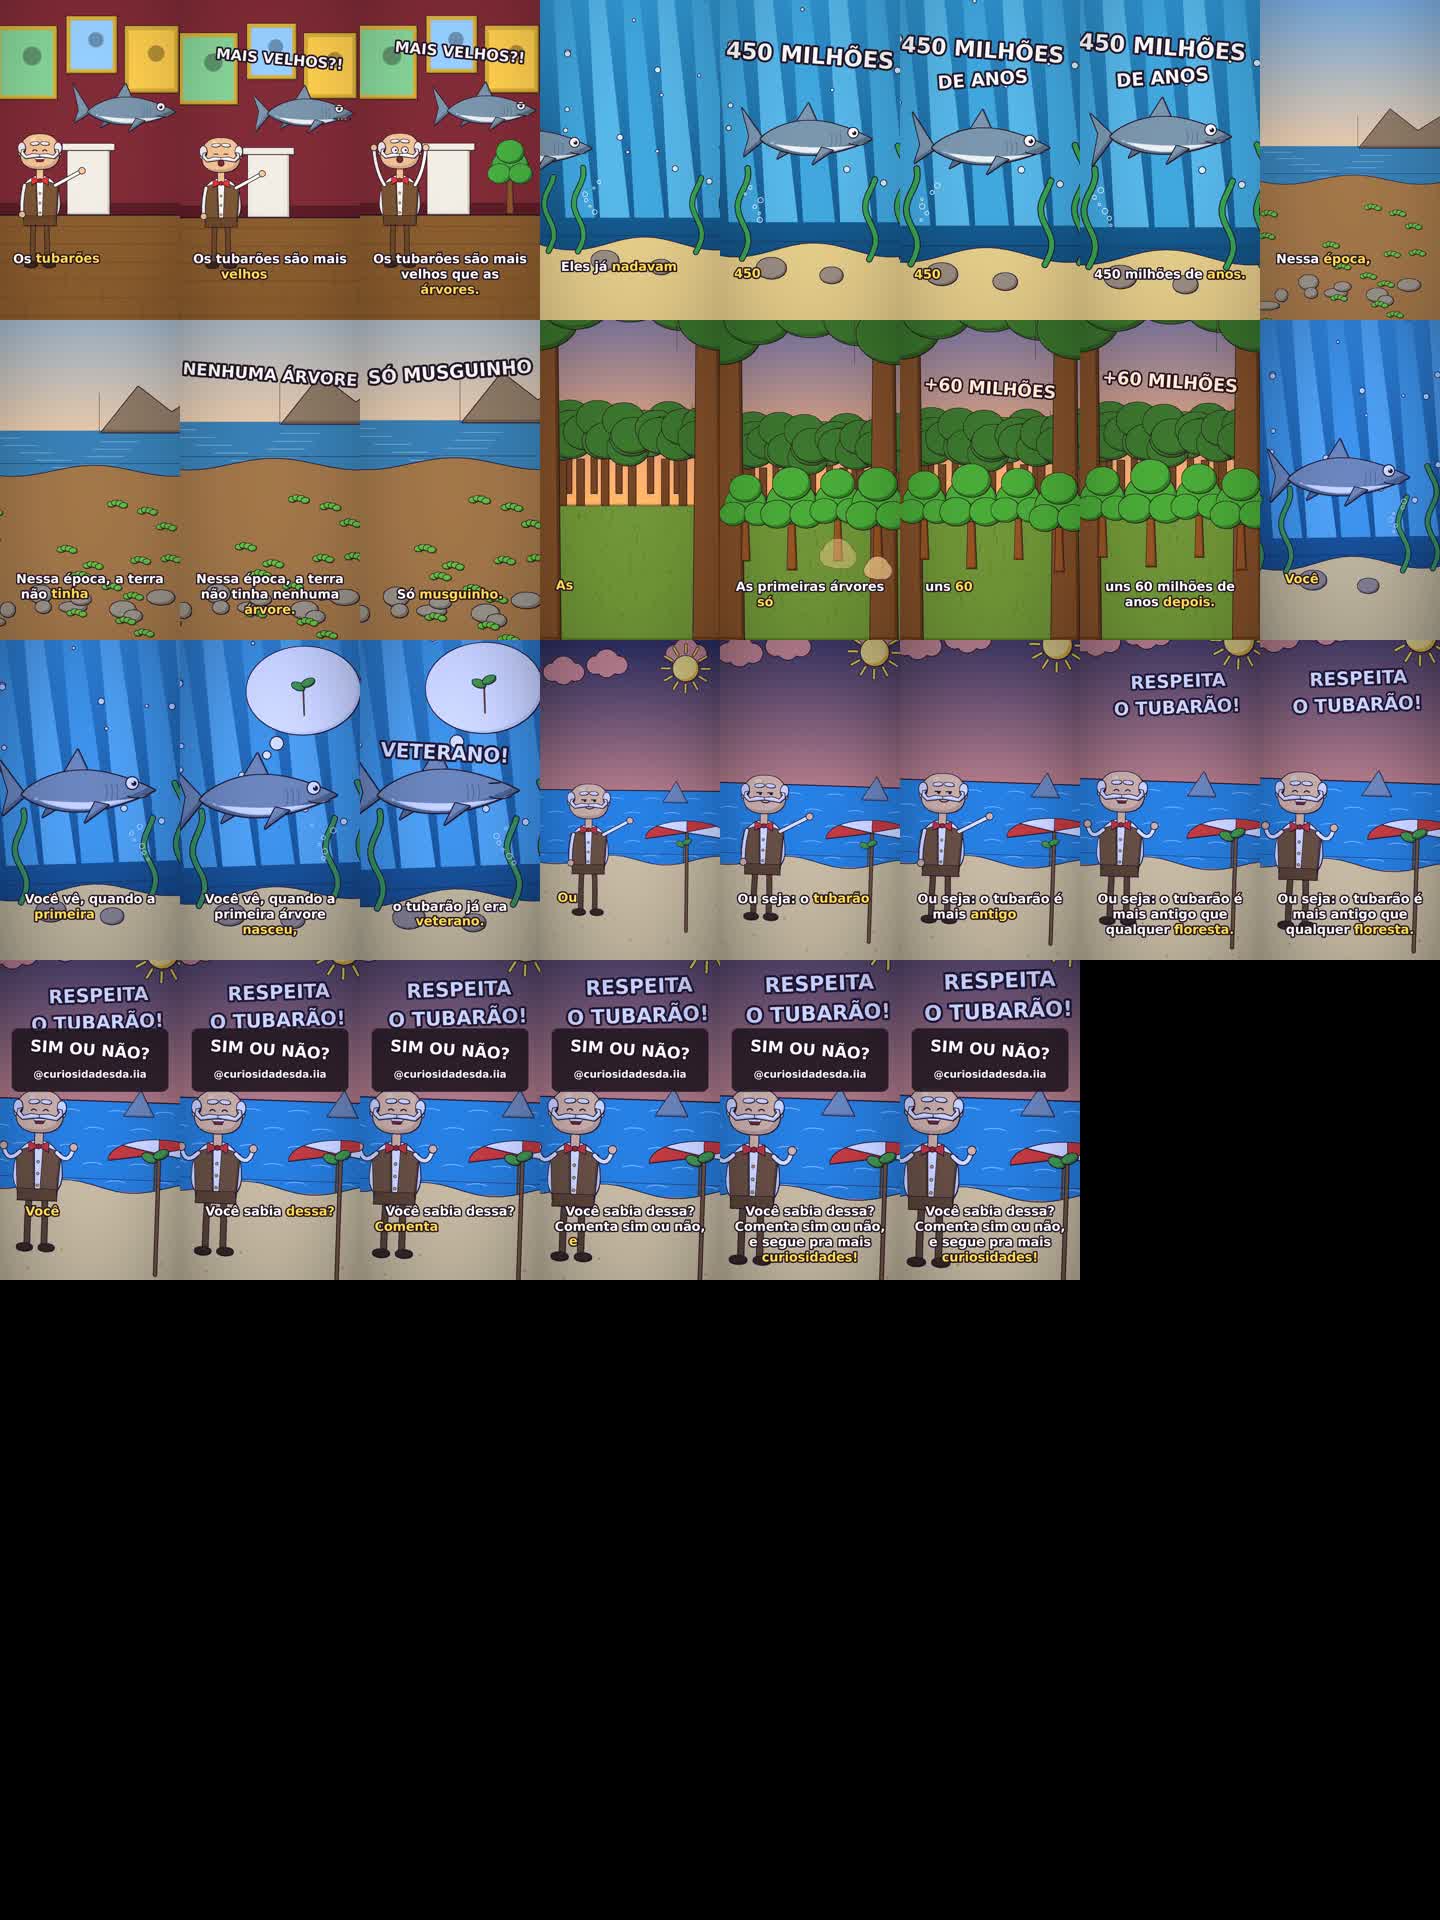 Os tubarões
MAIS VELHOS?!
Os tubarões são mais
velhos
MAIS VELHOS?!
Os tubarões são mais
velhos que as
árvores.
Eles já nadavam
450 MILHÕES
450
450 MILHÕES
DE ANOS
450
450 MILHÕES
DE ANOS
450 milhões de anos.
Nessa época,
Nessa época, a terra
não tinha
NENHUMA ÁRVORE
Nessa época, a terra
não tinha nenhuma
árvore.
SÓ MUSGUINHO
Só musguinho.
As
As primeiras árvores
só
+60 MILHÕES
uns 60
+60 MILHÕES
uns 60 milhões de
anos depois.
Você
Você vê, quando a
primeira
Você vê, quando a
primeira árvore
nasceu,
VETERANO!
o tubarão já era
veterano.
Ou
Ou seja: o tubarão
Ou seja: o tubarão é
mais antigo
RESPEITA
O TUBARÃO!
Ou seja: o tubarão é
mais antigo que
qualquer floresta.
RESPEITA
O TUBARÃO!
Ou seja: o tubarão é
mais antigo que
qualquer floresta.
RESPEITA
O TUBARÃO!
SIM OU NÃO?
@curiosidadesda.iia
Você
RESPEITA
O TUBARÃO!
SIM OU NÃO?
@curiosidadesda.iia
Você sabia dessa?
RESPEITA
O TUBARÃO!
SIM OU NÃO?
@curiosidadesda.iia
Você sabia dessa?
Comenta
RESPEITA
O TUBARÃO!
SIM OU NÃO?
@curiosidadesda.iia
Você sabia dessa?
Comenta sim ou não,
e
RESPEITA
O TUBARÃO!
SIM OU NÃO?
@curiosidadesda.iia
Você sabia dessa?
Comenta sim ou não,
e segue pra mais
curiosidades!
RESPEITA
O TUBARÃO!
SIM OU NÃO?
@curiosidadesda.iia
Você sabia dessa?
Comenta sim ou não,
e segue pra mais
curiosidades!